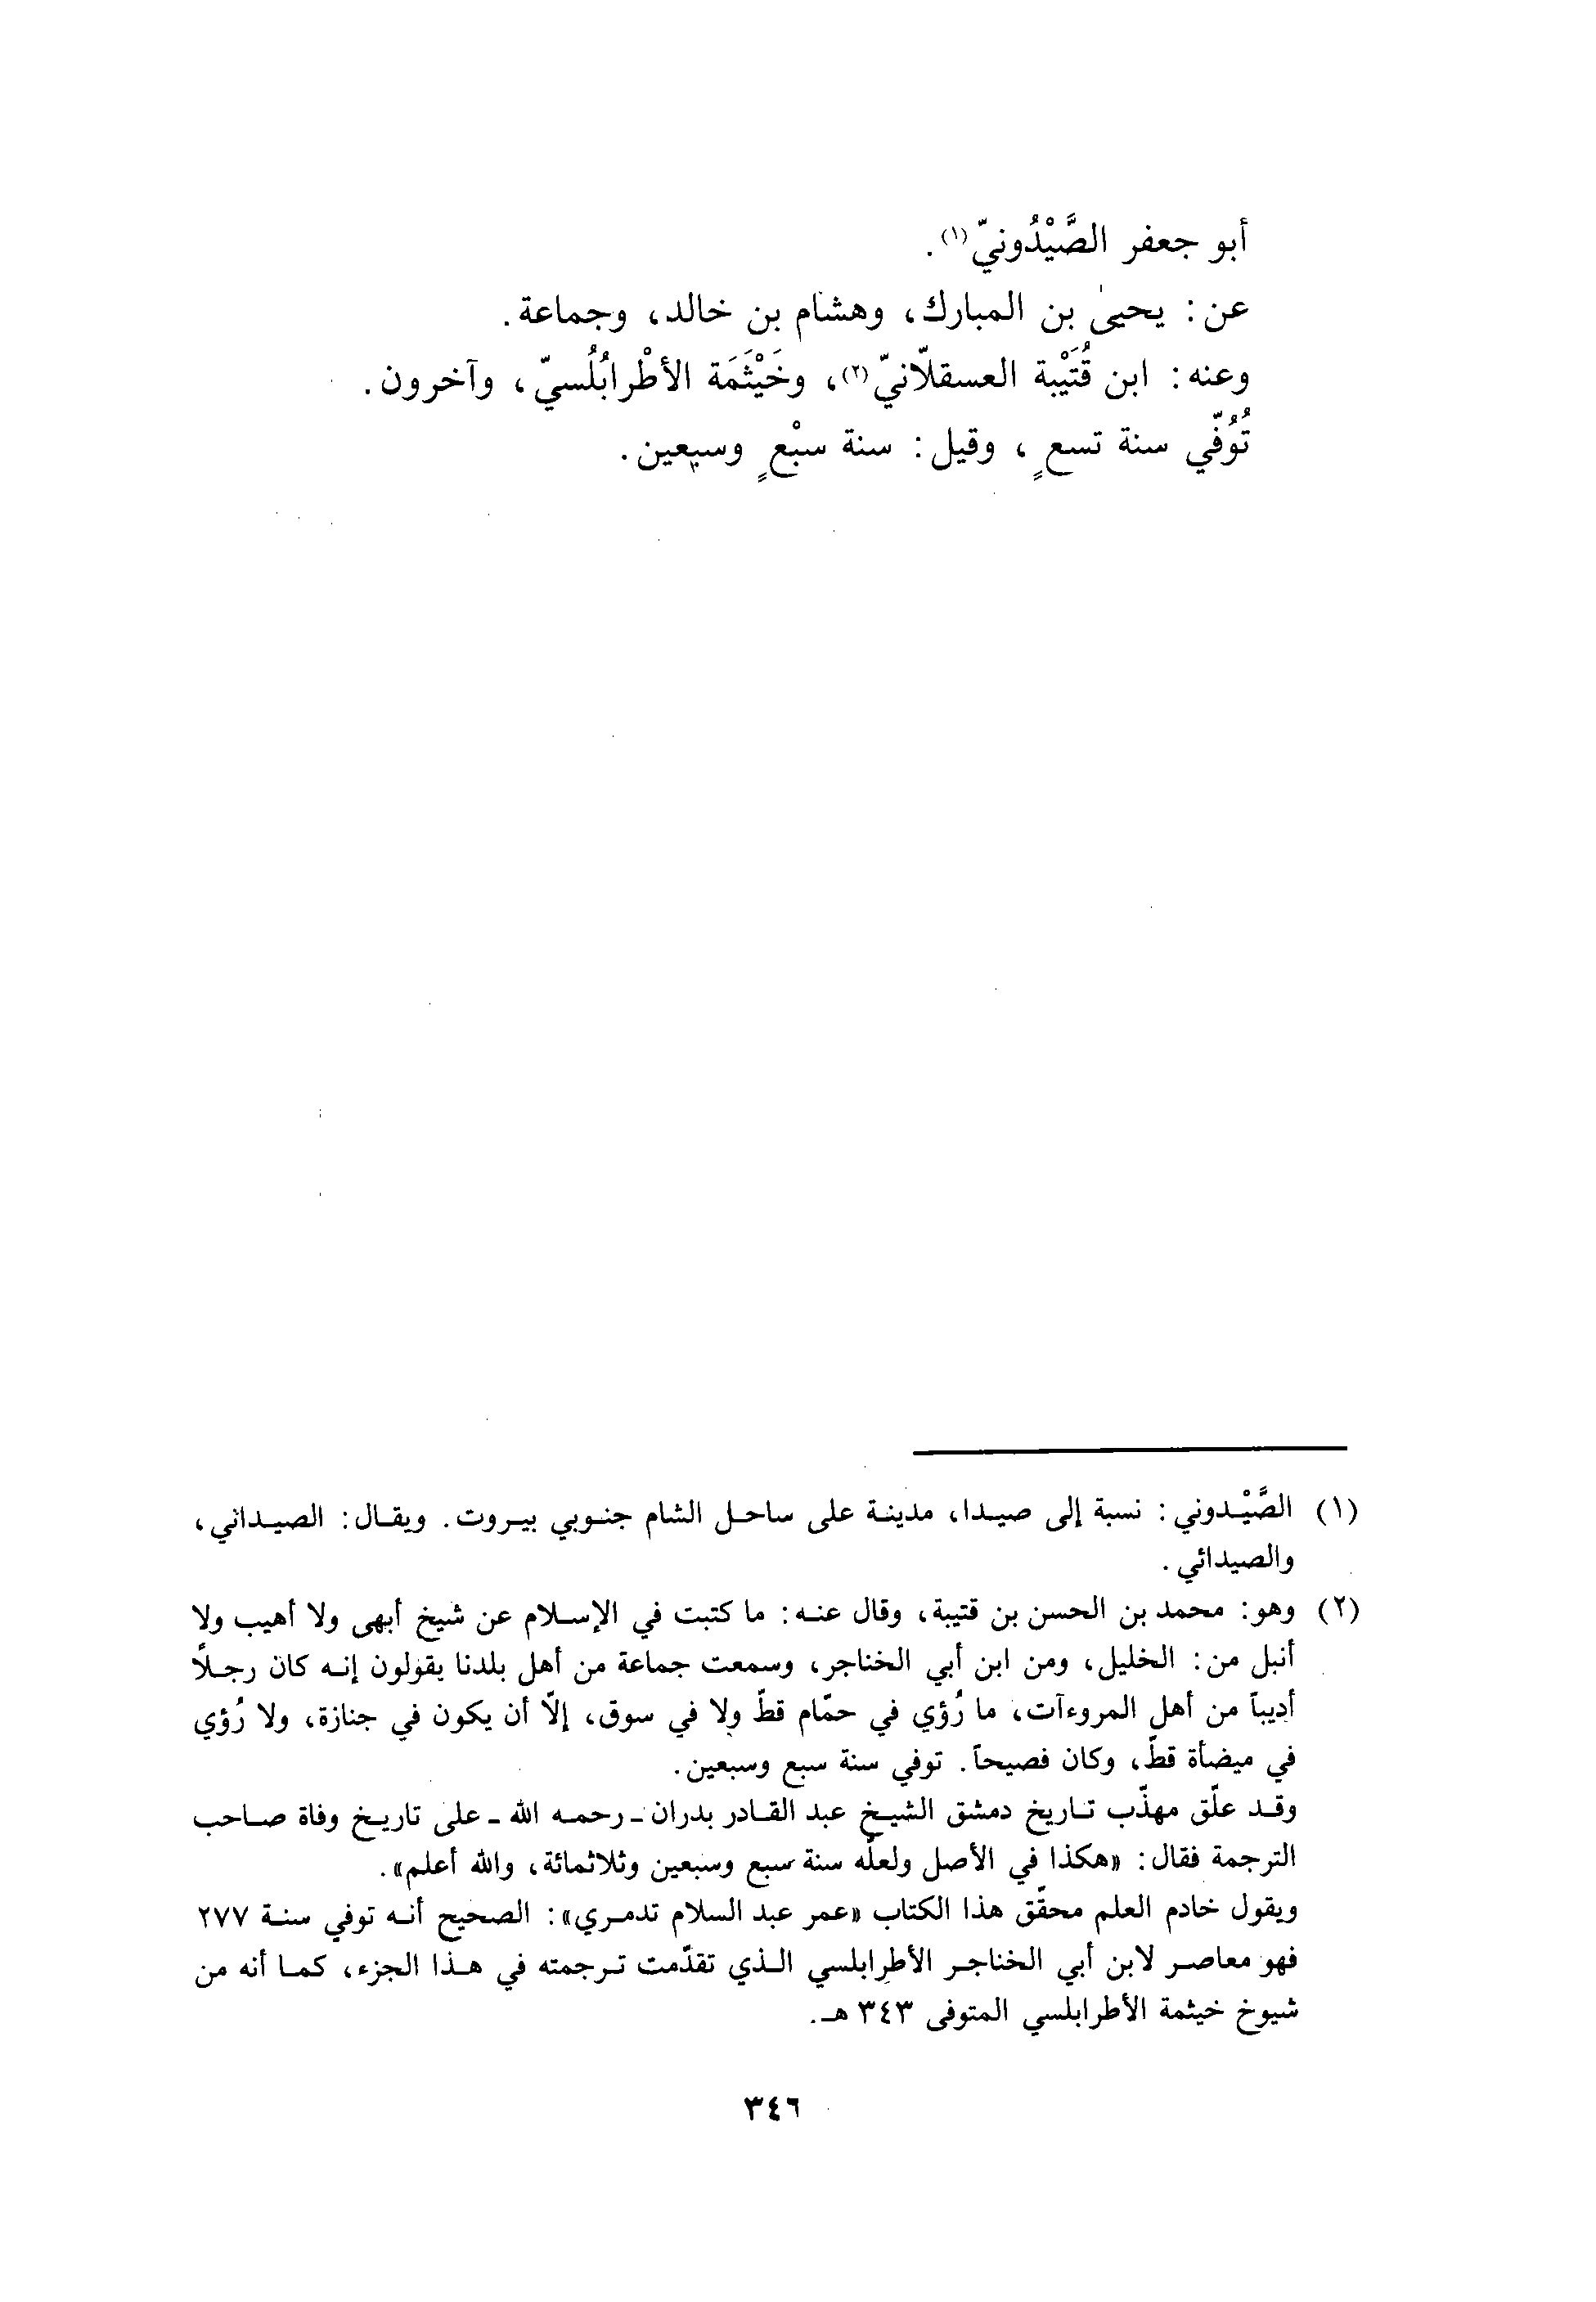 أبو جعفر الصَّيْدُونيّ(١).
عن: يحيىٰ بن المبارك، وهشام بن خالد، وجماعة.
وعنه: ابن قُتَيْبة العسقلّانيّ(٢)، وخَيْثَمَة الأطْرابُلُسيّ، وآخرون.
تُوُفّي سنة تسعٍ، وقيل: سنة سبْعٍ وسبعين.
(١) الصَّيْدوني: نسبة إلى صيدا، مدينة على ساحل الشام جنوبي بيروت. ويقال: الصيداني،
والصيدائي.
(٢) وهو: محمد بن الحسن بن قتيبة، وقال عنه: ما كتبت في الإسلام عن شيخ أبهى ولا أهيب ولا
أنبل من: الخليل، ومن ابن أبي الخناجر، وسمعت جماعة من أهل بلدنا يقولون إنه كان رجلاً
أديباً من أهل المروءآت، ما رُؤي في حمّام قطّ ولا في سوق، إلّا أن يكون في جنازة، ولا رُؤي
في ميضأة قطّ، وكان فصيحاً. توفي سنة سبع وسبعين.
وقد علّق مهذّب تاريخ دمشق الشيخ عبد القادر بدران - رحمه الله - على تاريخ وفاة صاحب
الترجمة فقال: «هكذا في الأصل ولعلّه سنة سبع وسبعين وثلاثمائة، والله أعلم».
ويقول خادم العلم محقّق هذا الكتاب «عمر عبد السلام تدمري»: الصحيح أنه توفي سنة ٢٧٧
فهو معاصر لابن أبي الخناجر الأطرابلسي الذي تقدّمت ترجمته في هذا الجزء، كما أنه من
شيوخ خيثمة الأطرابلسي المتوفى ٣٤٣ هـ.
٣٤٦